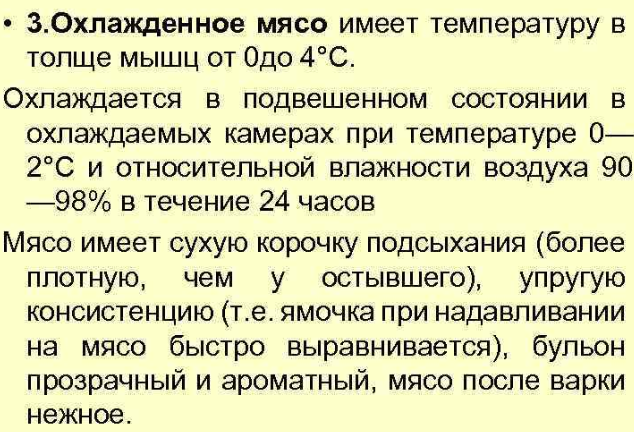 • 3.Охлажденное мясо имеет температуру в
толще мышц от 0до 4°С.
Охлаждается в подвешенном состоянии в
охлаждаемых камерах при температуре 0—
2°С и относительной влажности воздуха 90
—98% в течение 24 часов
Мясо имеет сухую корочку подсыхания (более
плотную, чем у остывшего), упругую
консистенцию (т.е. ямочка при надавливании
на мясо быстро выравнивается), бульон
прозрачный и ароматный, мясо после варки
нежное.